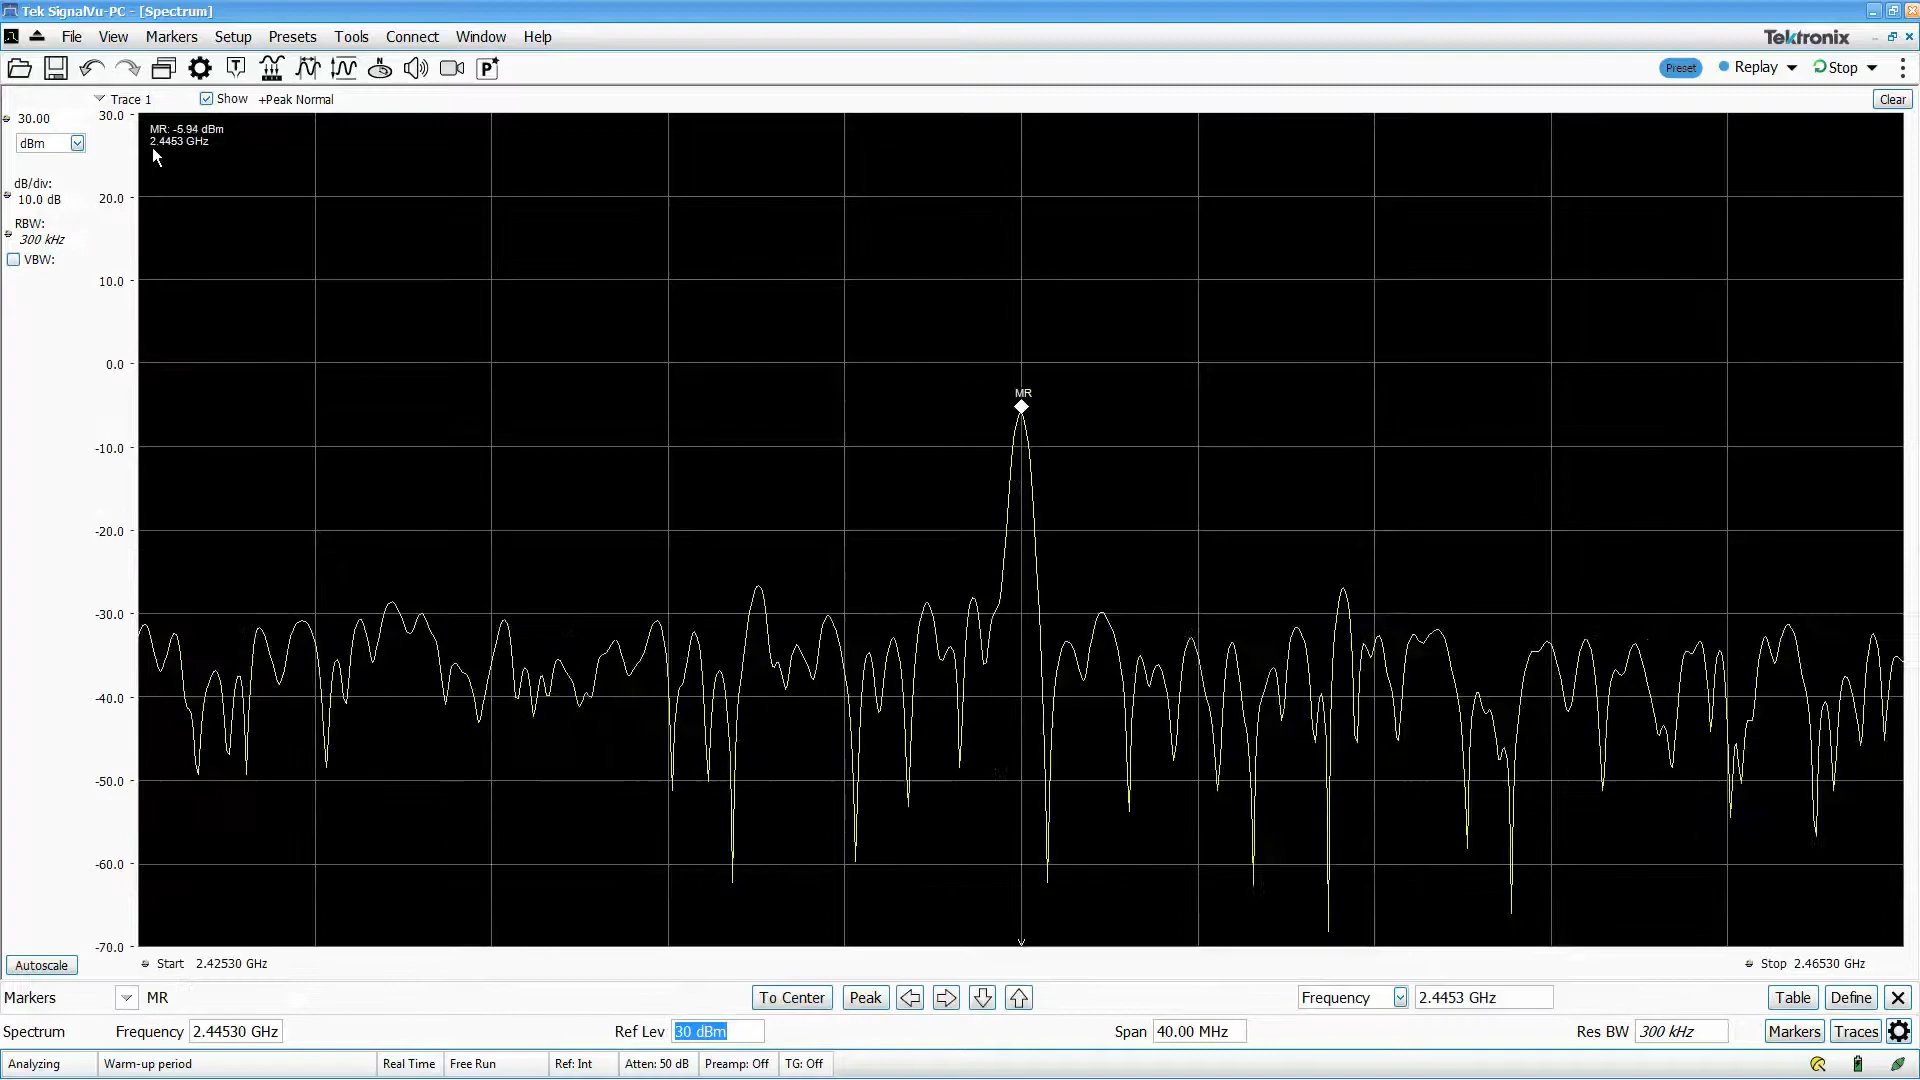 Tek SignalVu-PC - [Spectrum]
File View Markers Setup Presets Tools Connect Window Help
Tektronix
T P Preset Replay Stop
Trace 1 Show +Peak Normal Clear
30.00
dBm
dB/div:
10.0 dB
RBW:
300 kHz
VBW:
30.0
20.0
10.0
0.0
-10.0
-20.0
-30.0
-40.0
-50.0
-60.0
-70.0
MR: -5.94 dBm
2.4453 GHz
MR
Autoscale Start 2.42530 GHz Stop 2.46530 GHz
Markers MR To Center Peak Frequency 2.4453 GHz Table Define
Spectrum Frequency 2.44530 GHz Ref Lev 30 dBm Span 40.00 MHz Res BW 300 kHz Markers Traces
Analyzing Warm-up period Real Time Free Run Ref: Int Atten: 50 dB Preamp: Off TG: Off